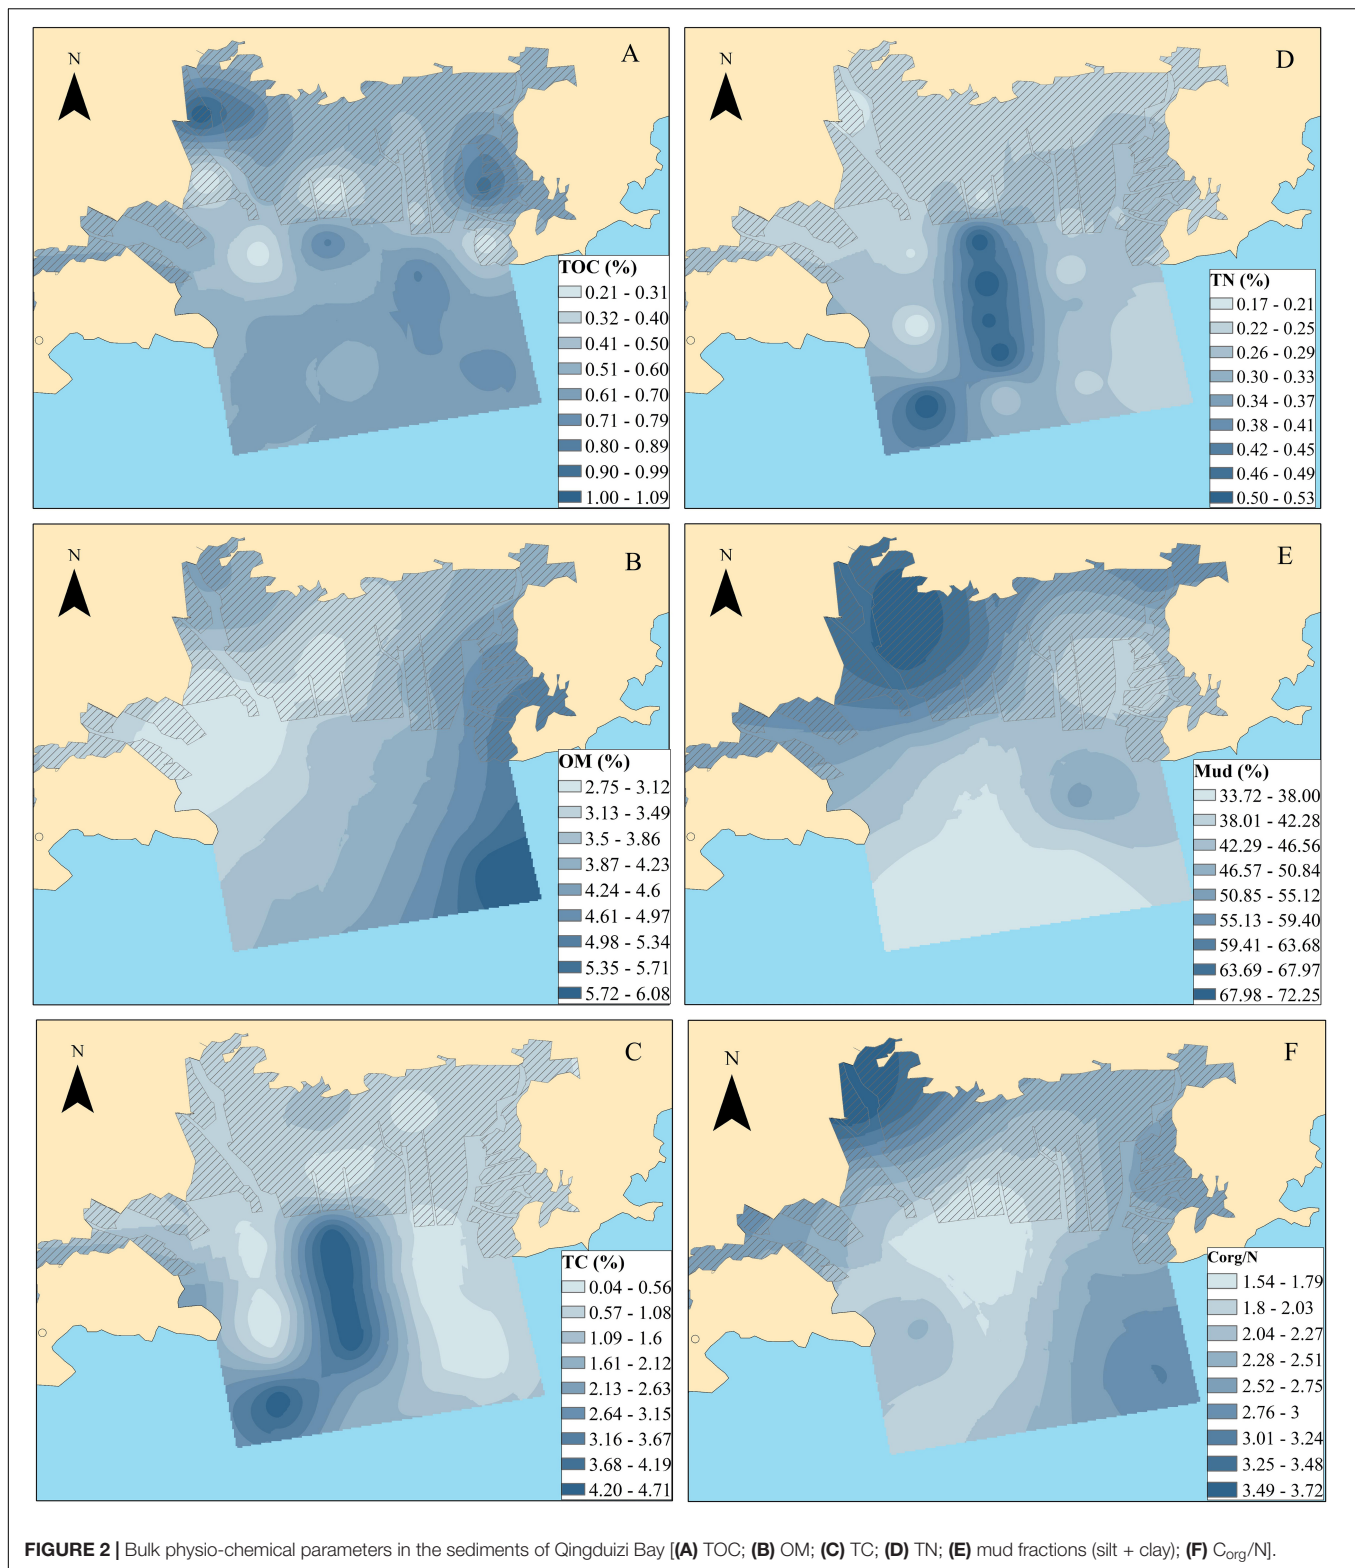 N
A
TOC (%)
0.21 - 0.31
0.32 - 0.40
0.41 - 0.50
0.51 - 0.60
0.61 - 0.70
0.71 - 0.79
0.80 - 0.89
0.90 - 0.99
1.00 - 1.09
N
D
TN (%)
0.17 - 0.21
0.22 - 0.25
0.26 - 0.29
0.30 - 0.33
0.34 - 0.37
0.38 - 0.41
0.42 - 0.45
0.46 - 0.49
0.50 - 0.53
N
B
OM (%)
2.75 - 3.12
3.13 - 3.49
3.5 - 3.86
3.87 - 4.23
4.24 - 4.6
4.61 - 4.97
4.98 - 5.34
5.35 - 5.71
5.72 - 6.08
N
E
Mud (%)
33.72 - 38.00
38.01 - 42.28
42.29 - 46.56
46.57 - 50.84
50.85 - 55.12
55.13 - 59.40
59.41 - 63.68
63.69 - 67.97
67.98 - 72.25
N
C
TC (%)
0.04 - 0.56
0.57 - 1.08
1.09 - 1.6
1.61 - 2.12
2.13 - 2.63
2.64 - 3.15
3.16 - 3.67
3.68 - 4.19
4.20 - 4.71
N
F
Corg/N
1.54 - 1.79
1.8 - 2.03
2.04 - 2.27
2.28 - 2.51
2.52 - 2.75
2.76 - 3
3.01 - 3.24
3.25 - 3.48
3.49 - 3.72
FIGURE 2 | Bulk physio-chemical parameters in the sediments of Qingduizi Bay [(A) TOC; (B) OM; (C) TC; (D) TN; (E) mud fractions (silt + clay); (F) Corg/N].